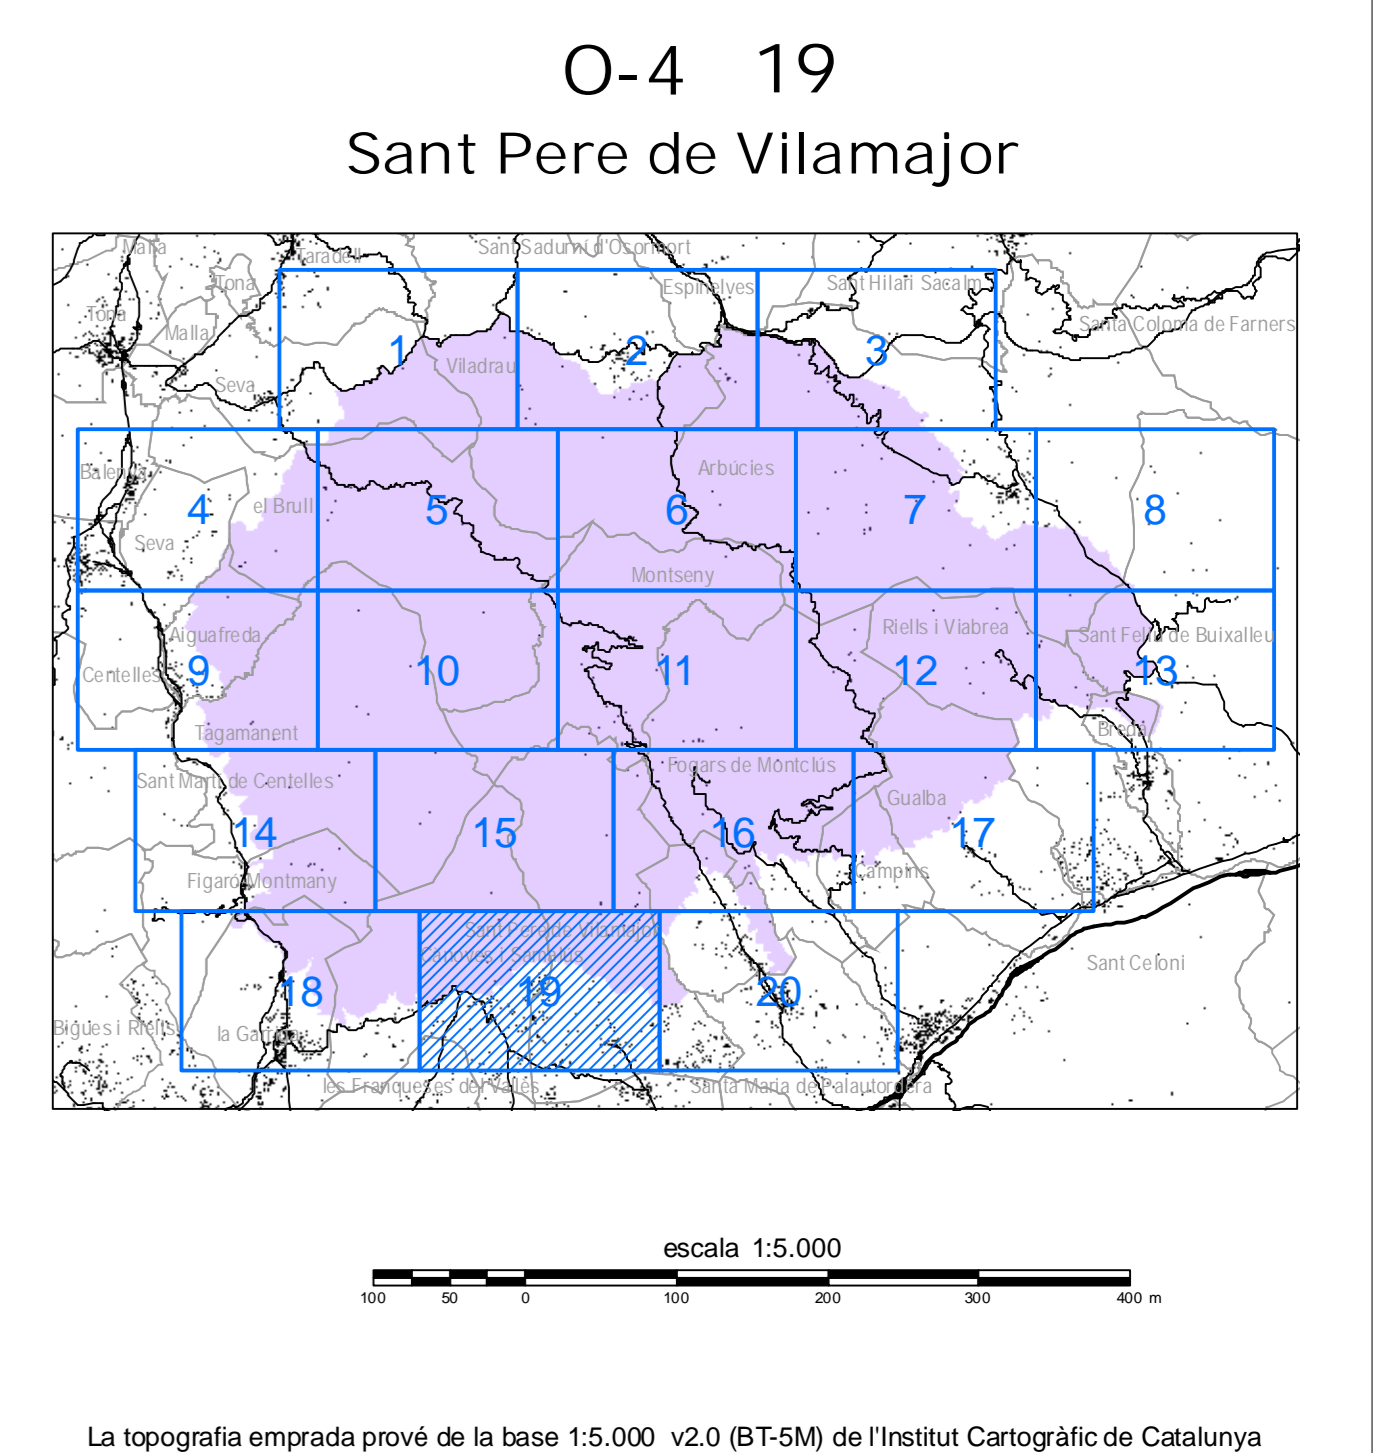 O-4 19
Sant Pere de Vilamajor
Malla
Taradell
Sant Sadurní d'Osormort
Tona
Espinelves
Sant Hilari Sacalm
Tona
Malla
Santa Coloma de Farners
1
2
3
Viladrau
Seva
Balenyà
Arbúcies
4
el Brull
5
6
7
8
Seva
Montseny
Aiguafreda
Riells i Viabrea
Sant Feliu de Buixalleu
Centelles
9
10
11
12
13
Tagamanent
Breda
Sant Martí de Centelles
Fogars de Montclús
Gualba
14
15
16
17
Figaró-Montmany
Campins
Sant Pere de Vilamajor
Cànoves i Samalús
Sant Celoni
18
19
20
Bigues i Riells
la Garriga
les Franqueses del Vallès
Santa Maria de Palautordera
escala 1:5.000
100 50 0 100 200 300 400 m
La topografia emprada prové de la base 1:5.000 v2.0 (BT-5M) de l'Institut Cartogràfic de Catalunya